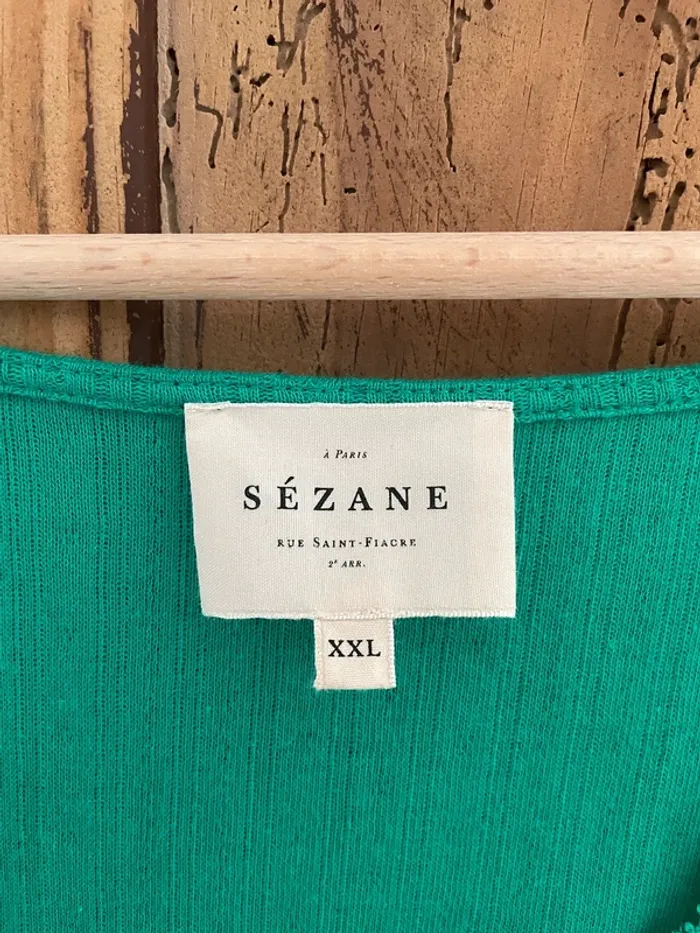 à Paris
SÉZANE
Rue Saint-Fiacre
2e ARR.
XXL